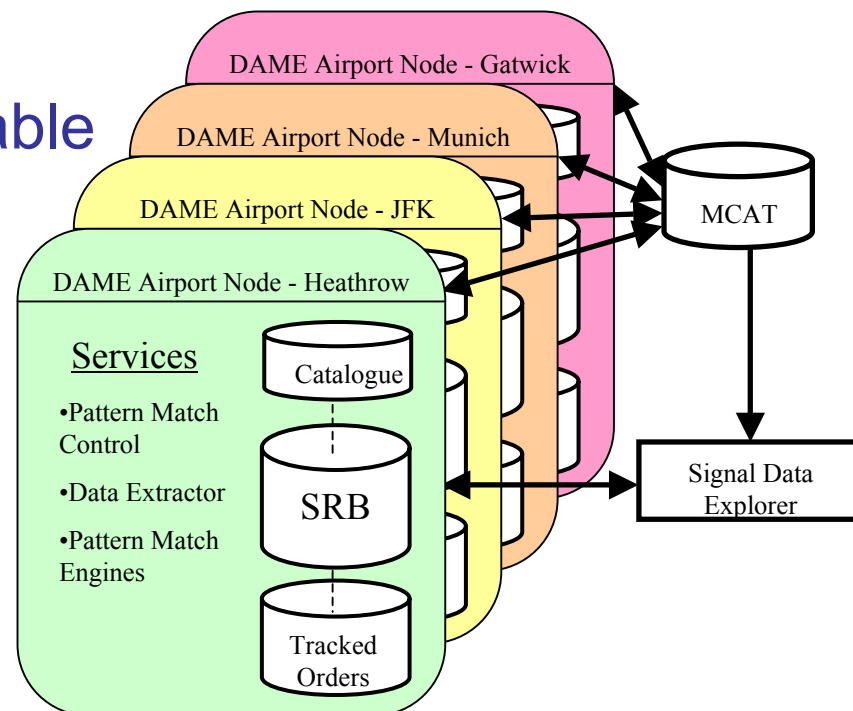 able
DAME Airport Node - Gatwick
DAME Airport Node - Munich
DAME Airport Node - JFK
DAME Airport Node - Heathrow
MCAT
Services
•Pattern Match
Control
•Data Extractor
•Pattern Match
Engines
Catalogue
SRB
Tracked
Orders
Signal Data
Explorer